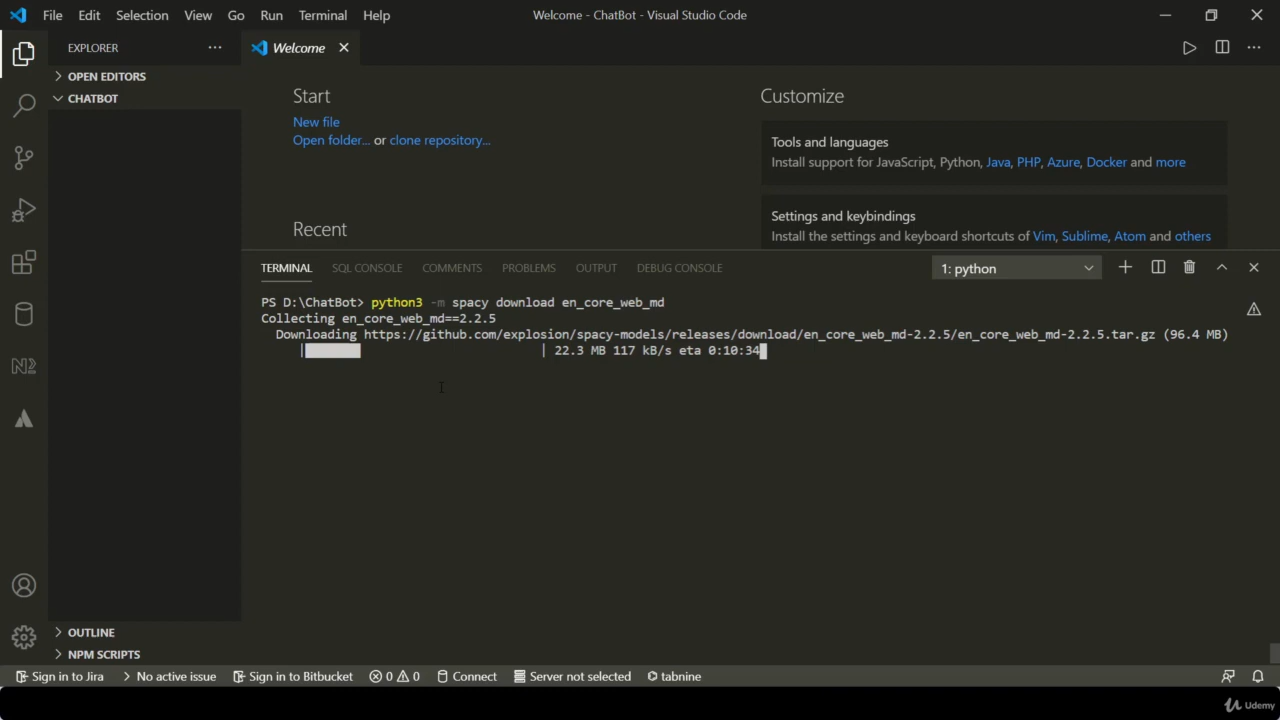 File Edit Selection View Go Run Terminal Help
Welcome - ChatBot - Visual Studio Code
EXPLORER
Welcome
OPEN EDITORS
CHATBOT
Start
New file
Open folder... or clone repository...
Recent
Customize
Tools and languages
Install support for JavaScript, Python, Java, PHP, Azure, Docker and more
Settings and keybindings
Install the settings and keyboard shortcuts of Vim, Sublime, Atom and others
TERMINAL SQL CONSOLE COMMENTS PROBLEMS OUTPUT DEBUG CONSOLE
1: python
PS D:\ChatBot> python3 -m spacy download en_core_web_md
Collecting en_core_web_md==2.2.5
Downloading https://github.com/explosion/spacy-models/releases/download/en_core_web_md-2.2.5/en_core_web_md-2.2.5.tar.gz (96.4 MB)
| | 22.3 MB 117 kB/s eta 0:10:34
OUTLINE
NPM SCRIPTS
Sign in to Jira No active issue Sign in to Bitbucket 0 0 Connect Server not selected tabnine
Udemy